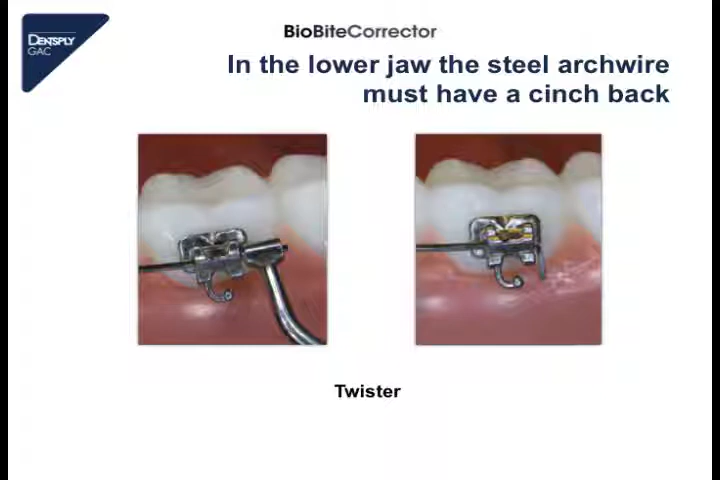 DENTSPLY
GAC
BioBiteCorrector
In the lower jaw the steel archwire
must have a cinch back
Twister